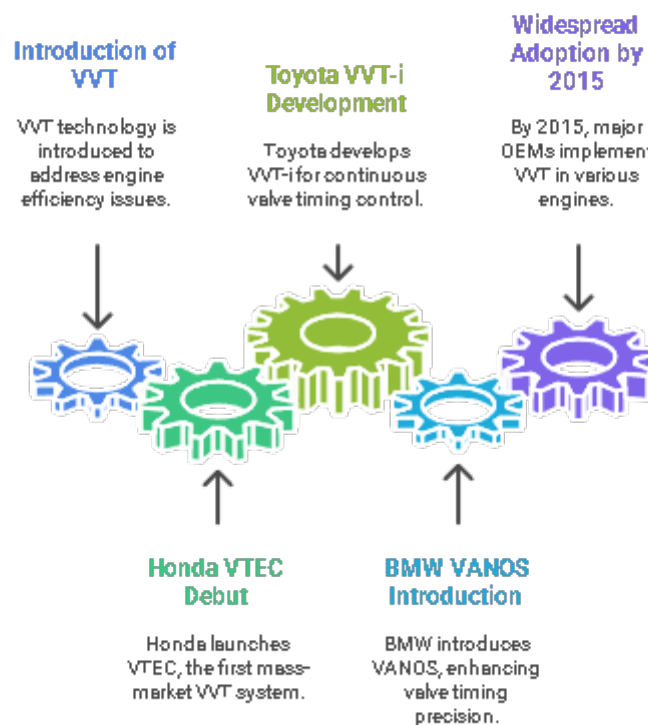 Introduction of
VVT
VVT technology is
introduced to
address engine
efficiency issues.
Toyota VVT-i
Development
Toyota develops
VVT-i for continuous
valve timing control.
Widespread
Adoption by
2015
By 2015, major
OEMs implement
VVT in various
engines.
Honda VTEC
Debut
Honda launches
VTEC, the first mass-
market VVT system.
BMW VANOS
Introduction
BMW introduces
VANOS, enhancing
valve timing
precision.